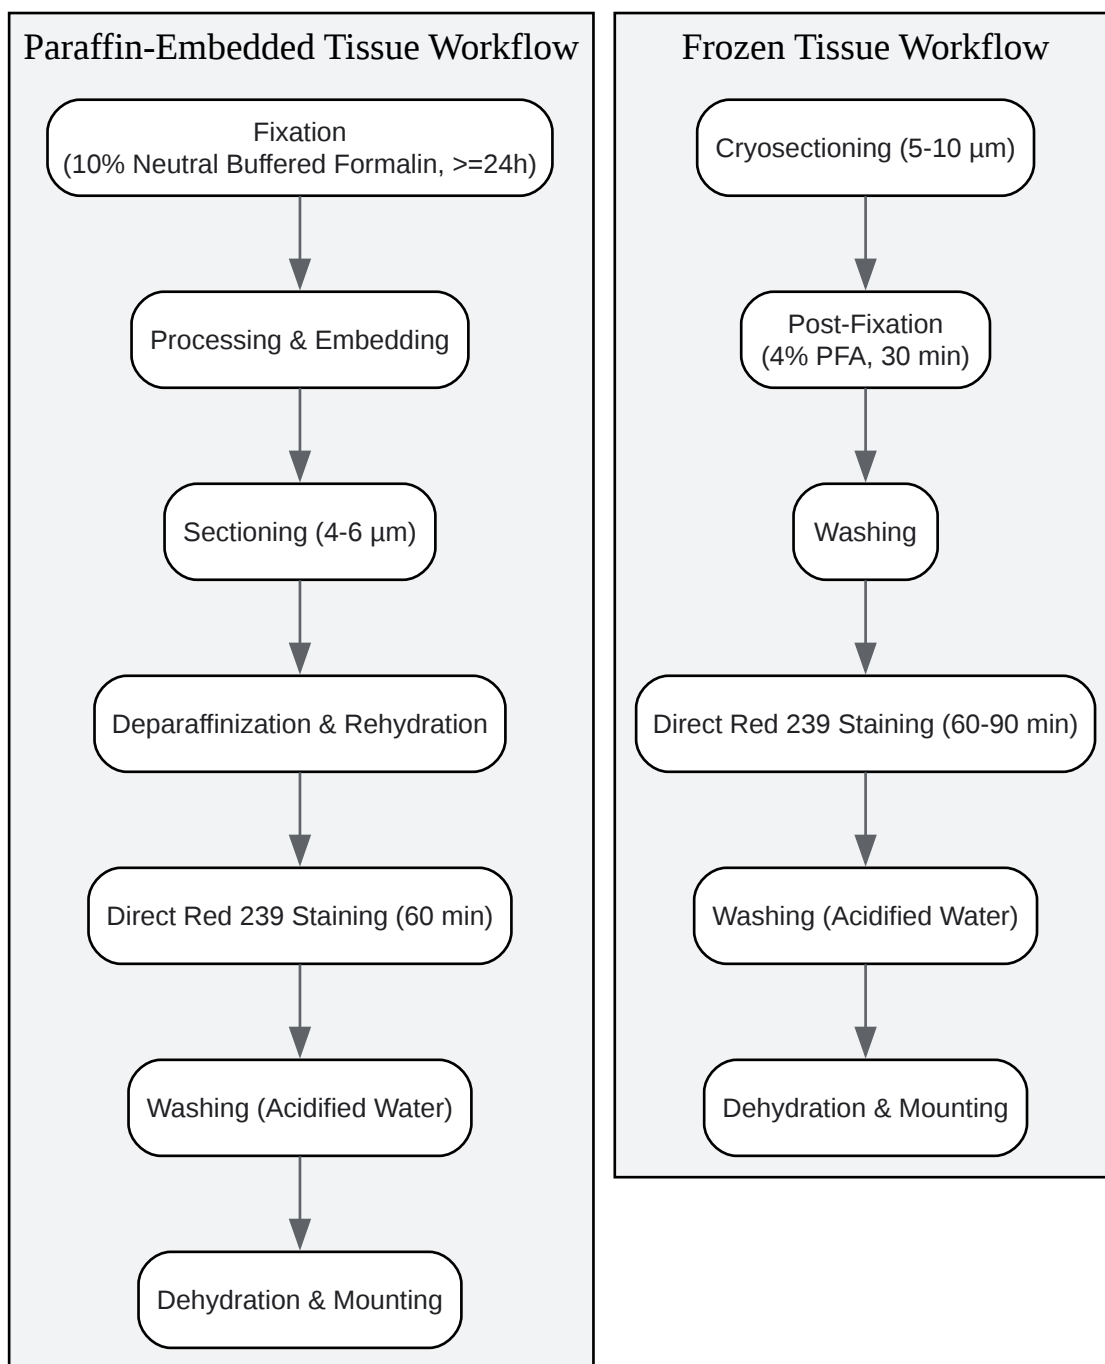 Paraffin-Embedded Tissue Workflow
Fixation
(10% Neutral Buffered Formalin, >=24h)
Processing & Embedding
Sectioning (4-6 µm)
Deparaffinization & Rehydration
Direct Red 239 Staining (60 min)
Washing (Acidified Water)
Dehydration & Mounting
Frozen Tissue Workflow
Cryosectioning (5-10 µm)
Post-Fixation
(4% PFA, 30 min)
Washing
Direct Red 239 Staining (60-90 min)
Washing (Acidified Water)
Dehydration & Mounting